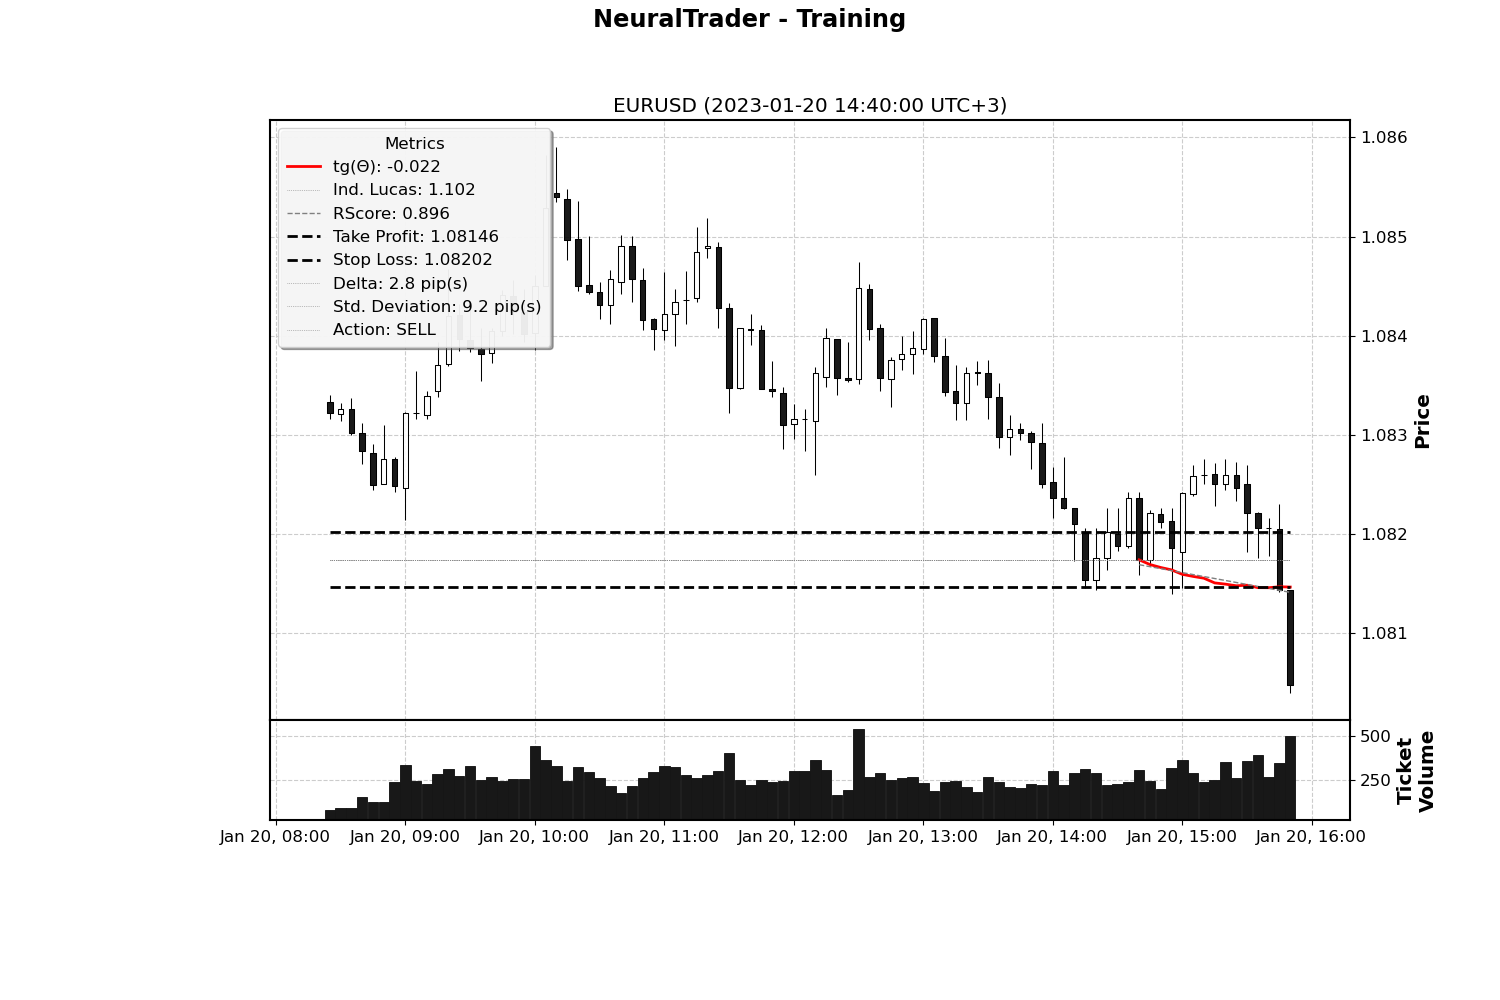 NeuralTrader - Training
EURUSD (2023-01-20 14:40:00 UTC+3)
Metrics
tg(Θ): -0.022
Ind. Lucas: 1.102
RScore: 0.896
Take Profit: 1.08146
Stop Loss: 1.08202
Delta: 2.8 pip(s)
Std. Deviation: 9.2 pip(s)
Action: SELL
1.086
1.085
1.084
1.083
1.082
1.081
Price
500
250
Ticket
Volume
Jan 20, 08:00
Jan 20, 09:00
Jan 20, 10:00
Jan 20, 11:00
Jan 20, 12:00
Jan 20, 13:00
Jan 20, 14:00
Jan 20, 15:00
Jan 20, 16:00